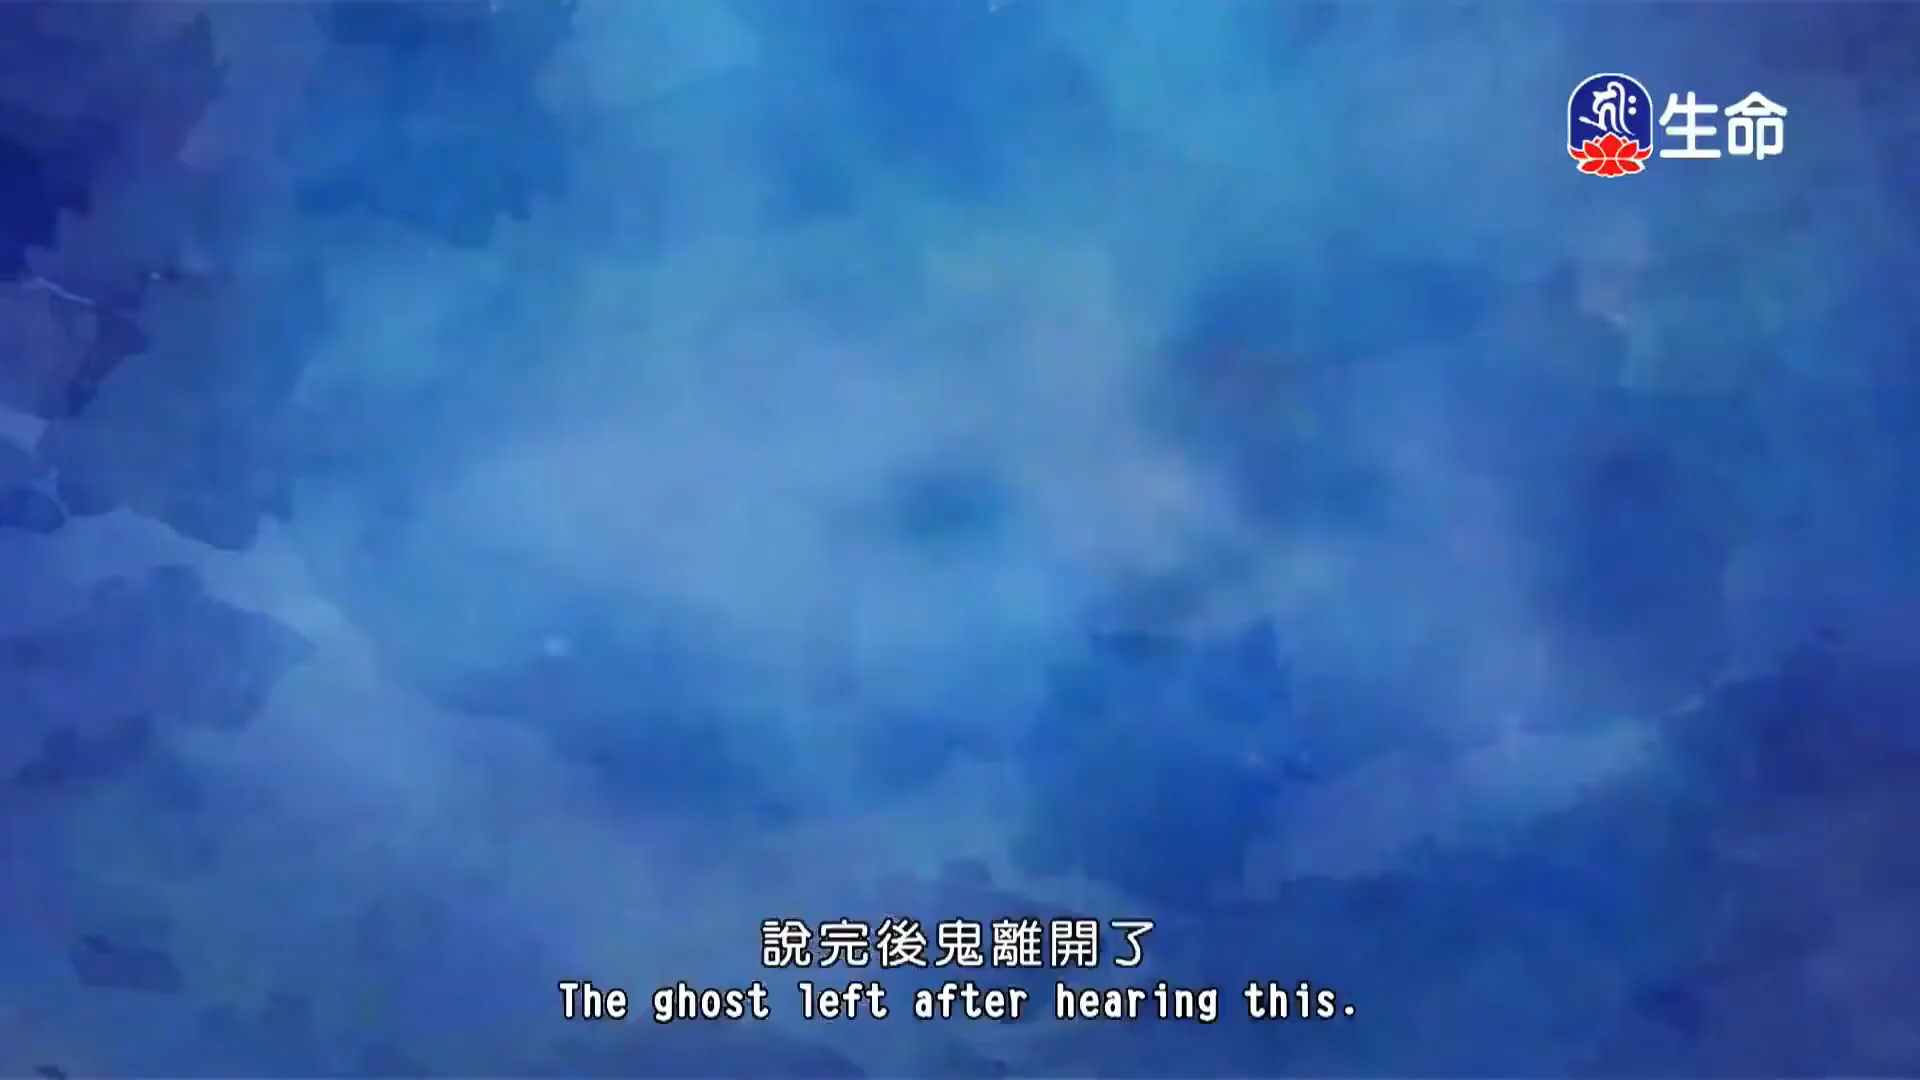 生命
說完後鬼離開了
The ghost left after hearing this.